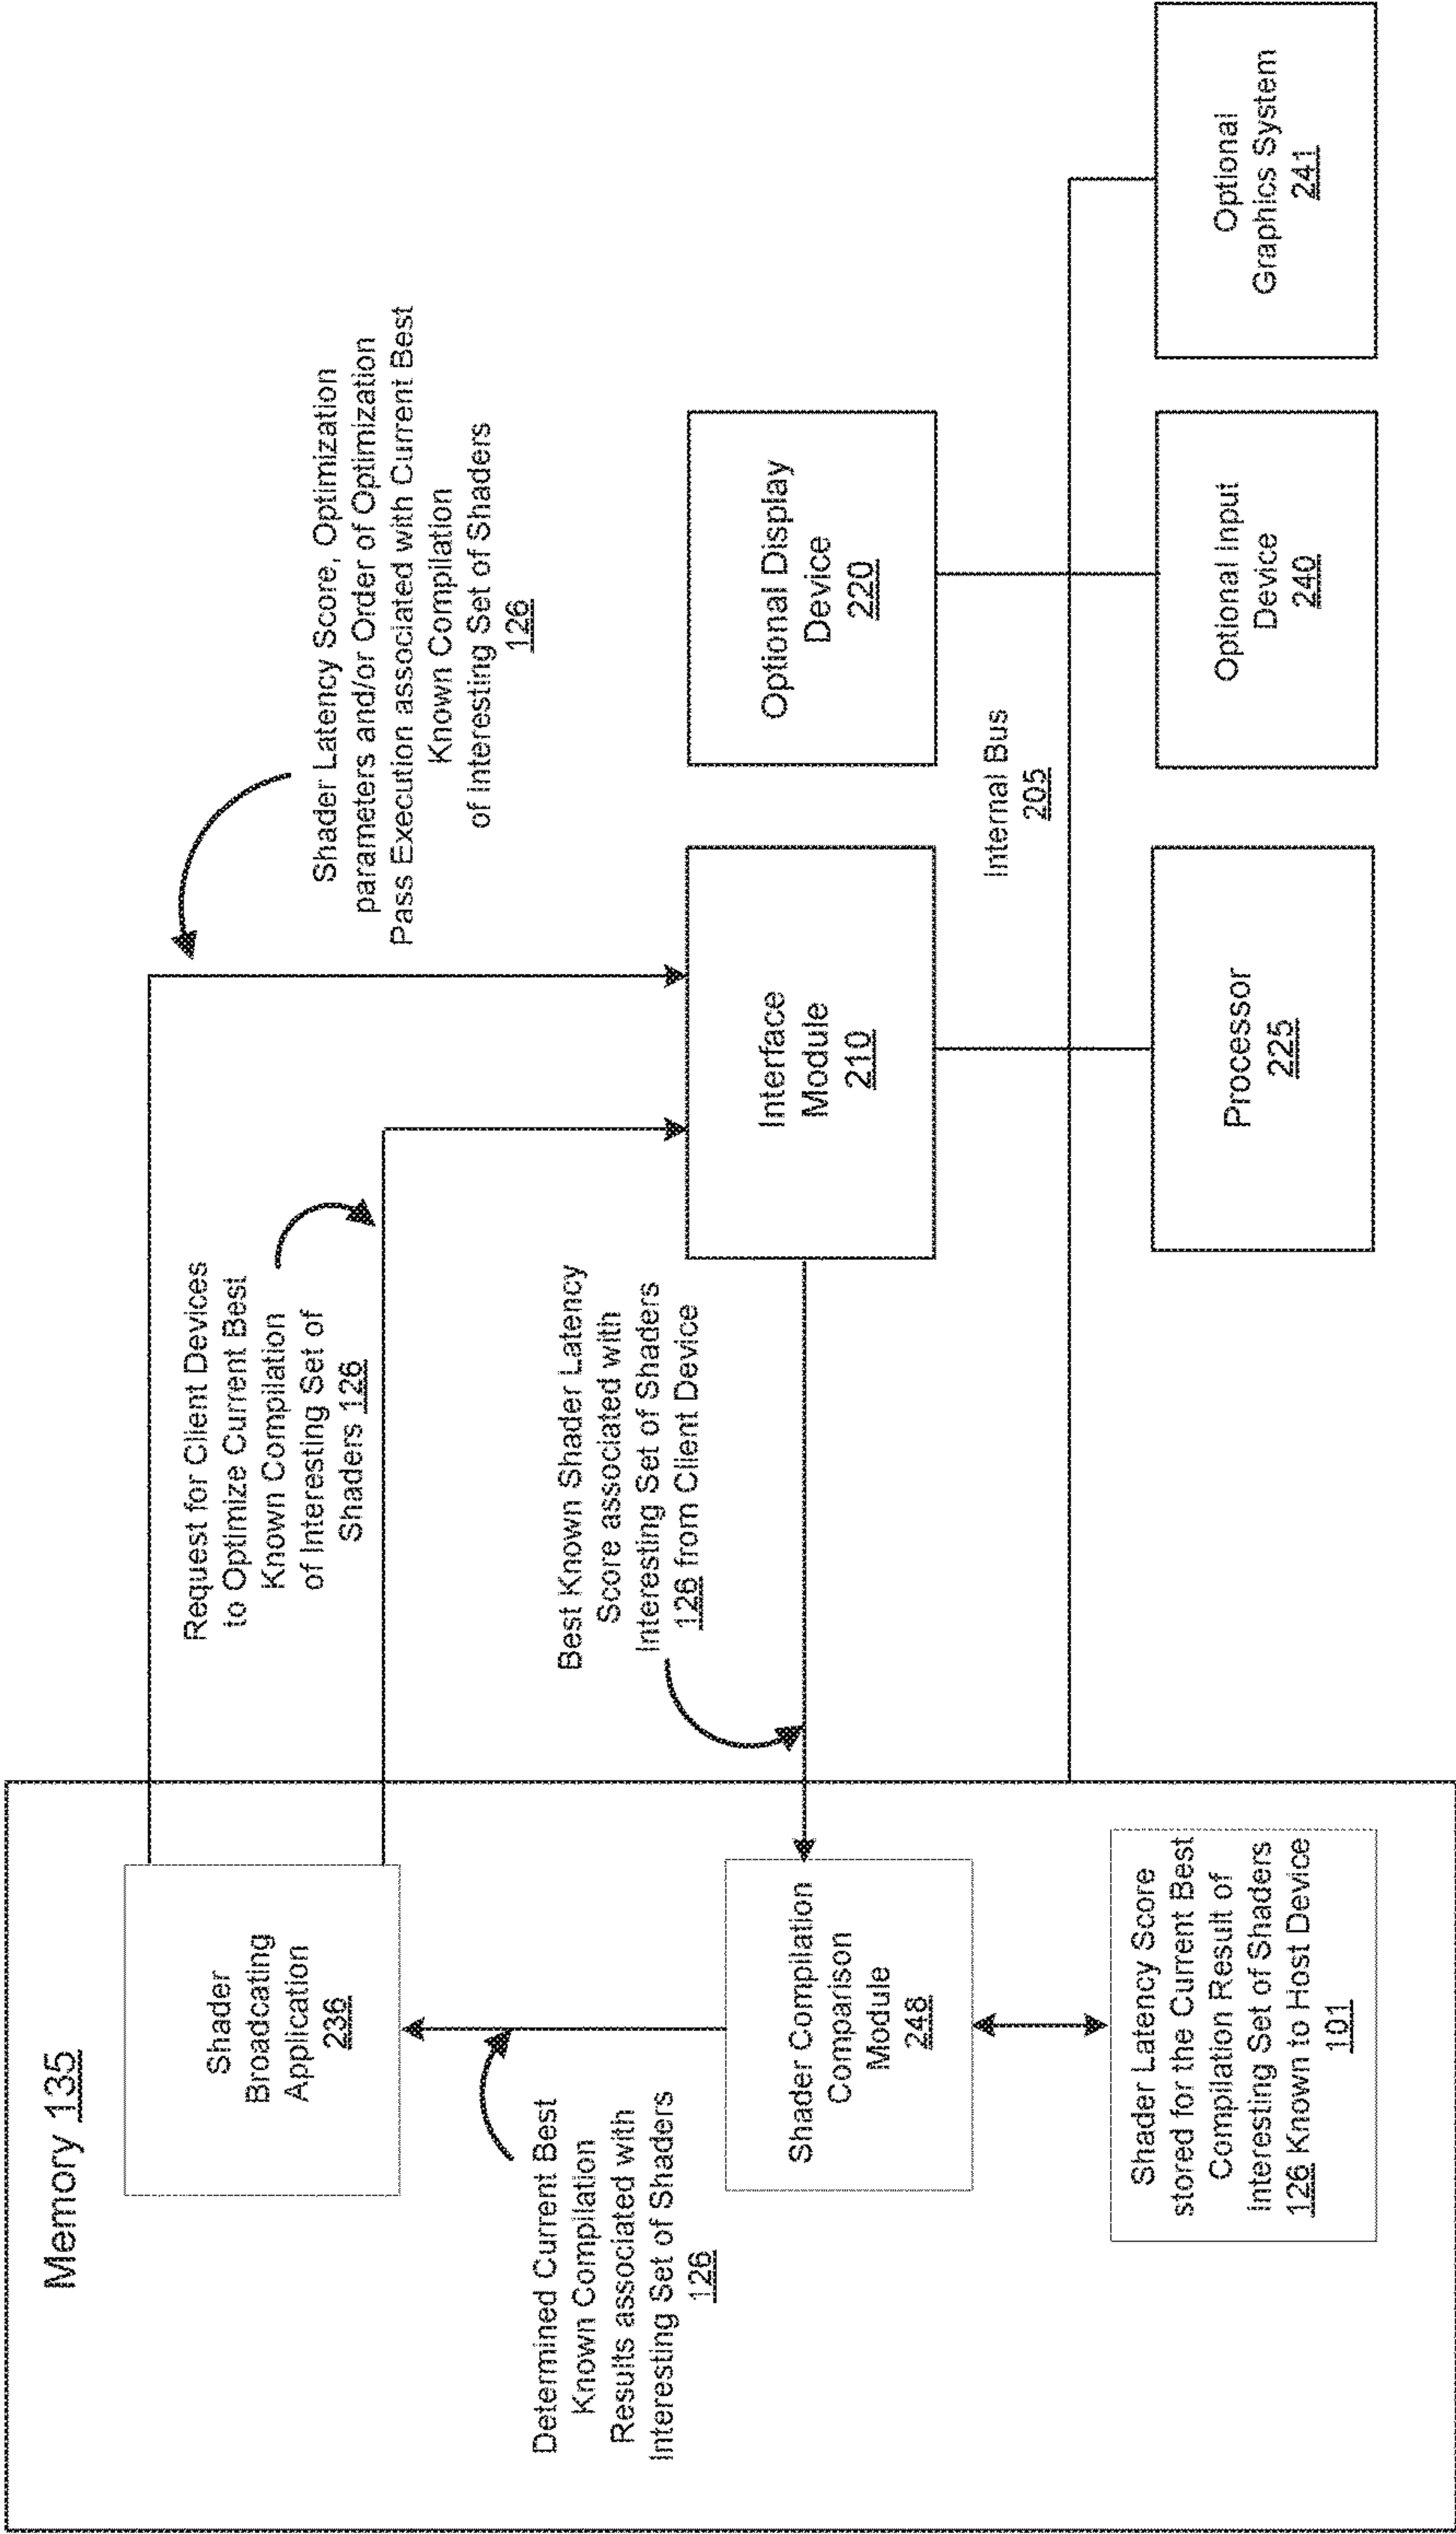 Memory 135
Shader
Broadcating
Application
236
Determined Current Best
Known Compilation
Results associated with
Interesting Set of Shaders
126
Shader Compilation
Comparison
Module
248
Shader Latency Score
stored for the Current Best
Compilation Result of
Interesting Set of Shaders
126 Known to Host Device
101
Request for Client Devices
to Optimize Current Best
Known Compilation
of Interesting Set of
Shaders 126
Best Known Shader Latency
Score associated with
Interesting Set of Shaders
126 from Client Device
Shader Latency Score, Optimization
parameters and/or Order of Optimization
Pass Execution associated with Current Best
Known Compilation
of Interesting Set of Shaders
126
Interface
Module
210
Optional Display
Device
220
Internal Bus
205
Processor
225
Optional Input
Device
240
Optional
Graphics System
241